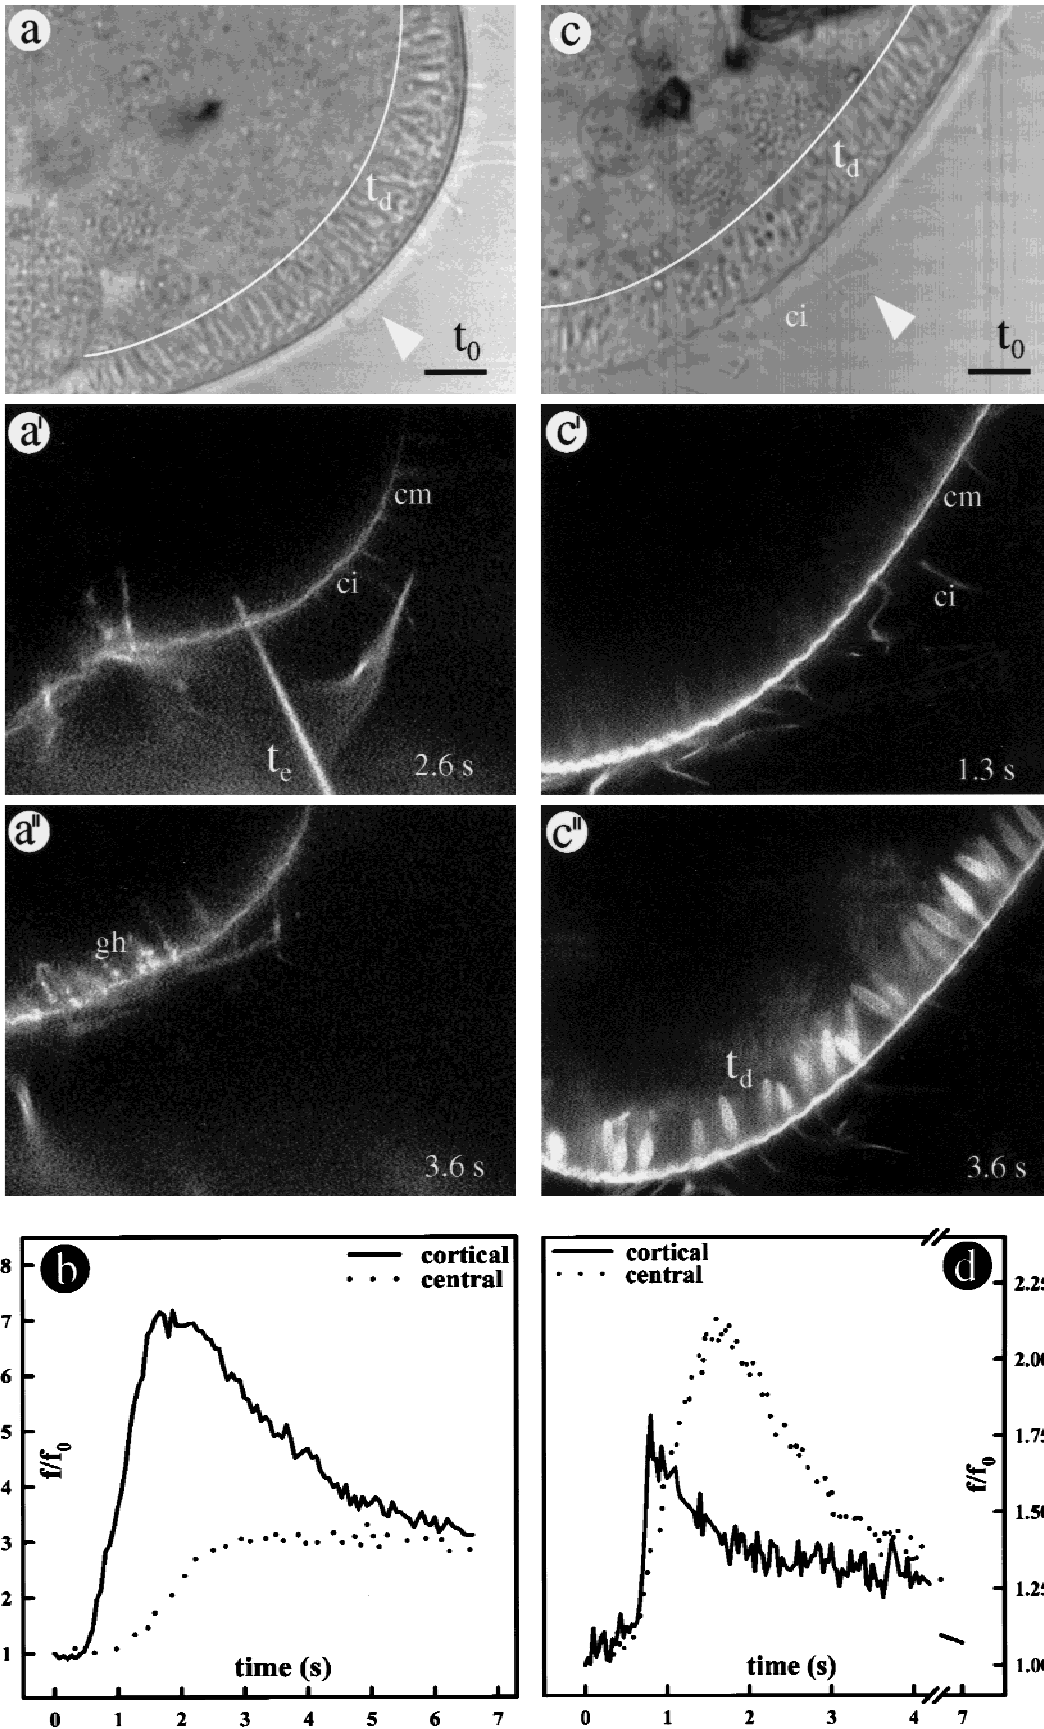 a
t_d
t_0
c
t_d
ci
t_0
a'
cm
ci
t_e
2.6 s
c'
cm
ci
1.3 s
a"
gh
3.6 s
c"
t_d
3.6 s
b
cortical
central
8
7
6
5
4
3
2
1
f/f_0
time (s)
0 1 2 3 4 5 6 7
cortical
central
d
2.25
2.00
1.75
1.50
1.25
1.00
f/f_0
time (s)
0 1 2 3 4 7